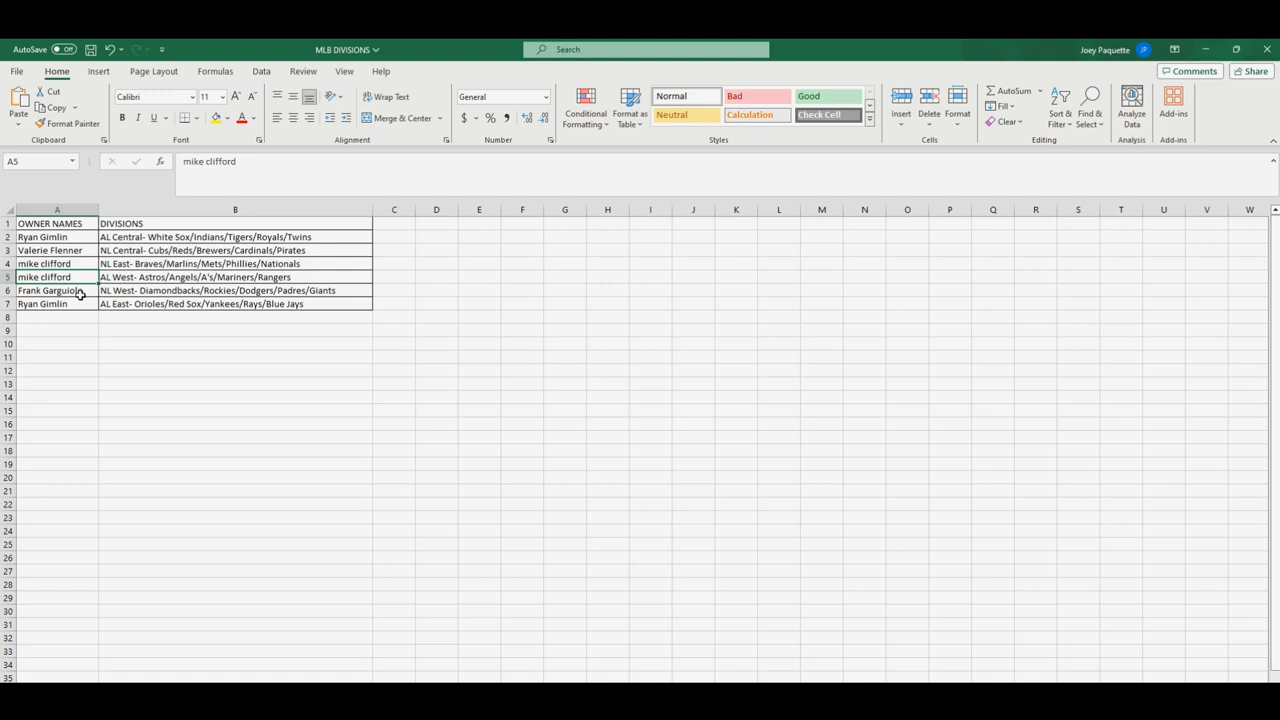 AutoSave Off MLB DIVISIONS Search Joey Paquette JP
File Home Insert Page Layout Formulas Data Review View Help Comments Share
Paste Cut Copy Format Painter Clipboard
Calibri 11 A A B I U A Font
Wrap Text Merge & Center Alignment
General $ % , Number
Conditional Formatting Format as Table
Normal Bad Good
Neutral Calculation Check Cell
Styles
Insert Delete Format Cells
AutoSum Fill Clear Sort & Filter Find & Select Editing
Analyze Data Analysis
Add-ins Add-ins
A5 fx mike clifford
A B C D E F G H I J K L M N O P Q R S T U V W
1 OWNER NAMES DIVISIONS
2 Ryan Gimlin AL Central- White Sox/Indians/Tigers/Royals/Twins
3 Valerie Flenner NL Central- Cubs/Reds/Brewers/Cardinals/Pirates
4 mike clifford NL East- Braves/Marlins/Mets/Phillies/Nationals
5 mike clifford AL West- Astros/Angels/A's/Mariners/Rangers
6 Frank NL West- Diamondbacks/Rockies/Dodgers/Padres/Giants
7 Ryan Gimlin AL East- Orioles/Red Sox/Yankees/Rays/Blue Jays
8
9
10
11
12
13
14
15
16
17
18
19
20
21
22
23
24
25
26
27
28
29
30
31
32
33
34
35